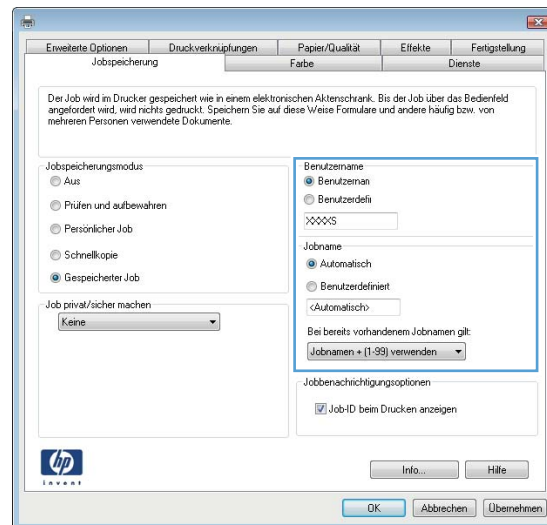 Erweiterte Optionen
Druckverknüpfungen
Papier/Qualität
Effekte
Fertigstellung
Jobspeicherung
Farbe
Dienste
Der Job wird im Drucker gespeichert wie in einem elektronischen Aktenschrank. Bis der Job über das Bedienfeld
angefordert wird, wird nichts gedruckt. Speichern Sie auf diese Weise Formulare und andere häufig bzw. von
mehreren Personen verwendete Dokumente.
Jobspeicherungsmodus
Aus
Prüfen und aufbewahren
Persönlicher Job
Schnellkopie
Gespeicherter Job
Job privat/sicher machen
Keine
Benutzername
Benutzernan
Benutzerdefii
XXXXS
Jobname
Automatisch
Benutzerdefiniert
<Automatisch>
Bei bereits vorhandenem Jobnamen gilt:
Jobnamen + (1-99) verwenden
Jobbenachrichtigungsoptionen
Job-ID beim Drucken anzeigen
hp
invent
Info...
Hilfe
OK
Abbrechen
Übernehmen